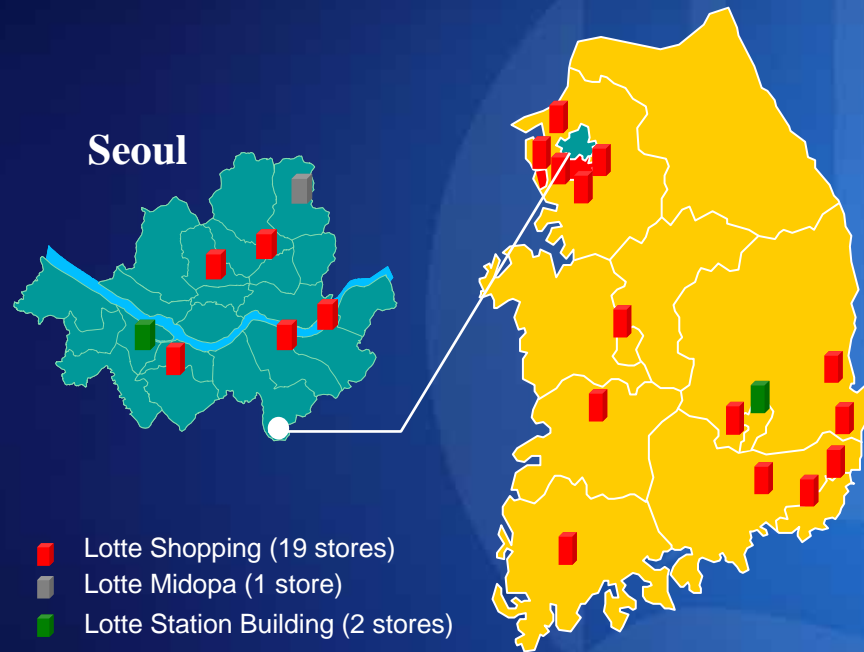 Seoul
Lotte Shopping (19 stores)
Lotte Midopa (1 store)
Lotte Station Building (2 stores)